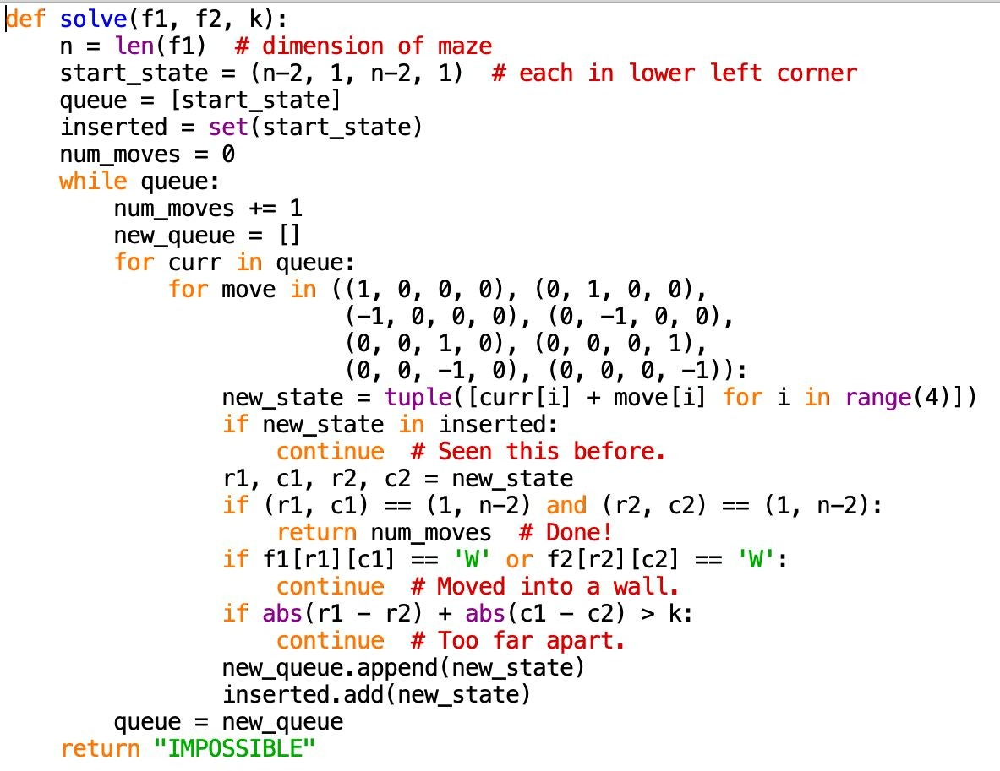 def solve(f1, f2, k):
    n = len(f1)  # dimension of maze
    start_state = (n-2, 1, n-2, 1)  # each in lower left corner
    queue = [start_state]
    inserted = set(start_state)
    num_moves = 0
    while queue:
        num_moves += 1
        new_queue = []
        for curr in queue:
            for move in ((1, 0, 0, 0), (0, 1, 0, 0),
                         (-1, 0, 0, 0), (0, -1, 0, 0),
                         (0, 0, 1, 0), (0, 0, 0, 1),
                         (0, 0, -1, 0), (0, 0, 0, -1)):
                new_state = tuple([curr[i] + move[i] for i in range(4)])
                if new_state in inserted:
                    continue  # Seen this before.
                r1, c1, r2, c2 = new_state
                if (r1, c1) == (1, n-2) and (r2, c2) == (1, n-2):
                    return num_moves  # Done!
                if f1[r1][c1] == 'W' or f2[r2][c2] == 'W':
                    continue  # Moved into a wall.
                if abs(r1 - r2) + abs(c1 - c2) > k:
                    continue  # Too far apart.
                new_queue.append(new_state)
                inserted.add(new_state)
        queue = new_queue
    return "IMPOSSIBLE"